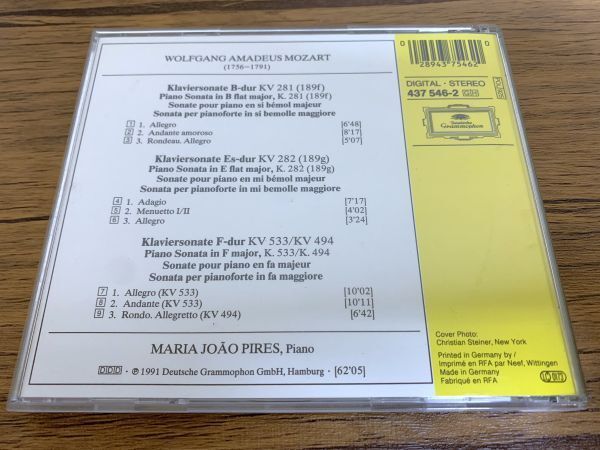 WOLFGANG AMADEUS MOZART
(1756–1791)
Klaviersonate B-dur KV 281 (189f)
Piano Sonata in B flat major, K. 281 (189f)
Sonate pour piano en si bémol majeur
Sonata per pianoforte in si bemolle maggiore
1 1. Allegro [6'48]
2 2. Andante amoroso [8'17]
3 3. Rondeau. Allegro [5'07]
Klaviersonate Es-dur KV 282 (189g)
Piano Sonata in E flat major, K. 282 (189g)
Sonate pour piano en mi bémol majeur
Sonata per pianoforte in mi bemolle maggiore
4 1. Adagio [7'17]
5 2. Menuetto I/II [4'02]
6 3. Allegro [3'24]
Klaviersonate F-dur KV 533/KV 494
Piano Sonata in F major, K. 533/K. 494
Sonate pour piano en fa majeur
Sonata per pianoforte in fa maggiore
7 1. Allegro (KV 533) [10'02]
8 2. Andante (KV 533) [10'11]
9 3. Rondo. Allegretto (KV 494) [6'42]
MARIA JOÃO PIRES, Piano
DDD · ℗ 1991 Deutsche Grammophon GmbH, Hamburg · [62'05]
0 28943 75462 0
DIGITAL · STEREO
437 546-2 GH
Deutsche
Grammophon
Cover Photo:
Christian Steiner, New York
Printed in Germany by /
Imprimé en RFA par Neef, Wittingen
Made in Germany
Fabriqué en RFA